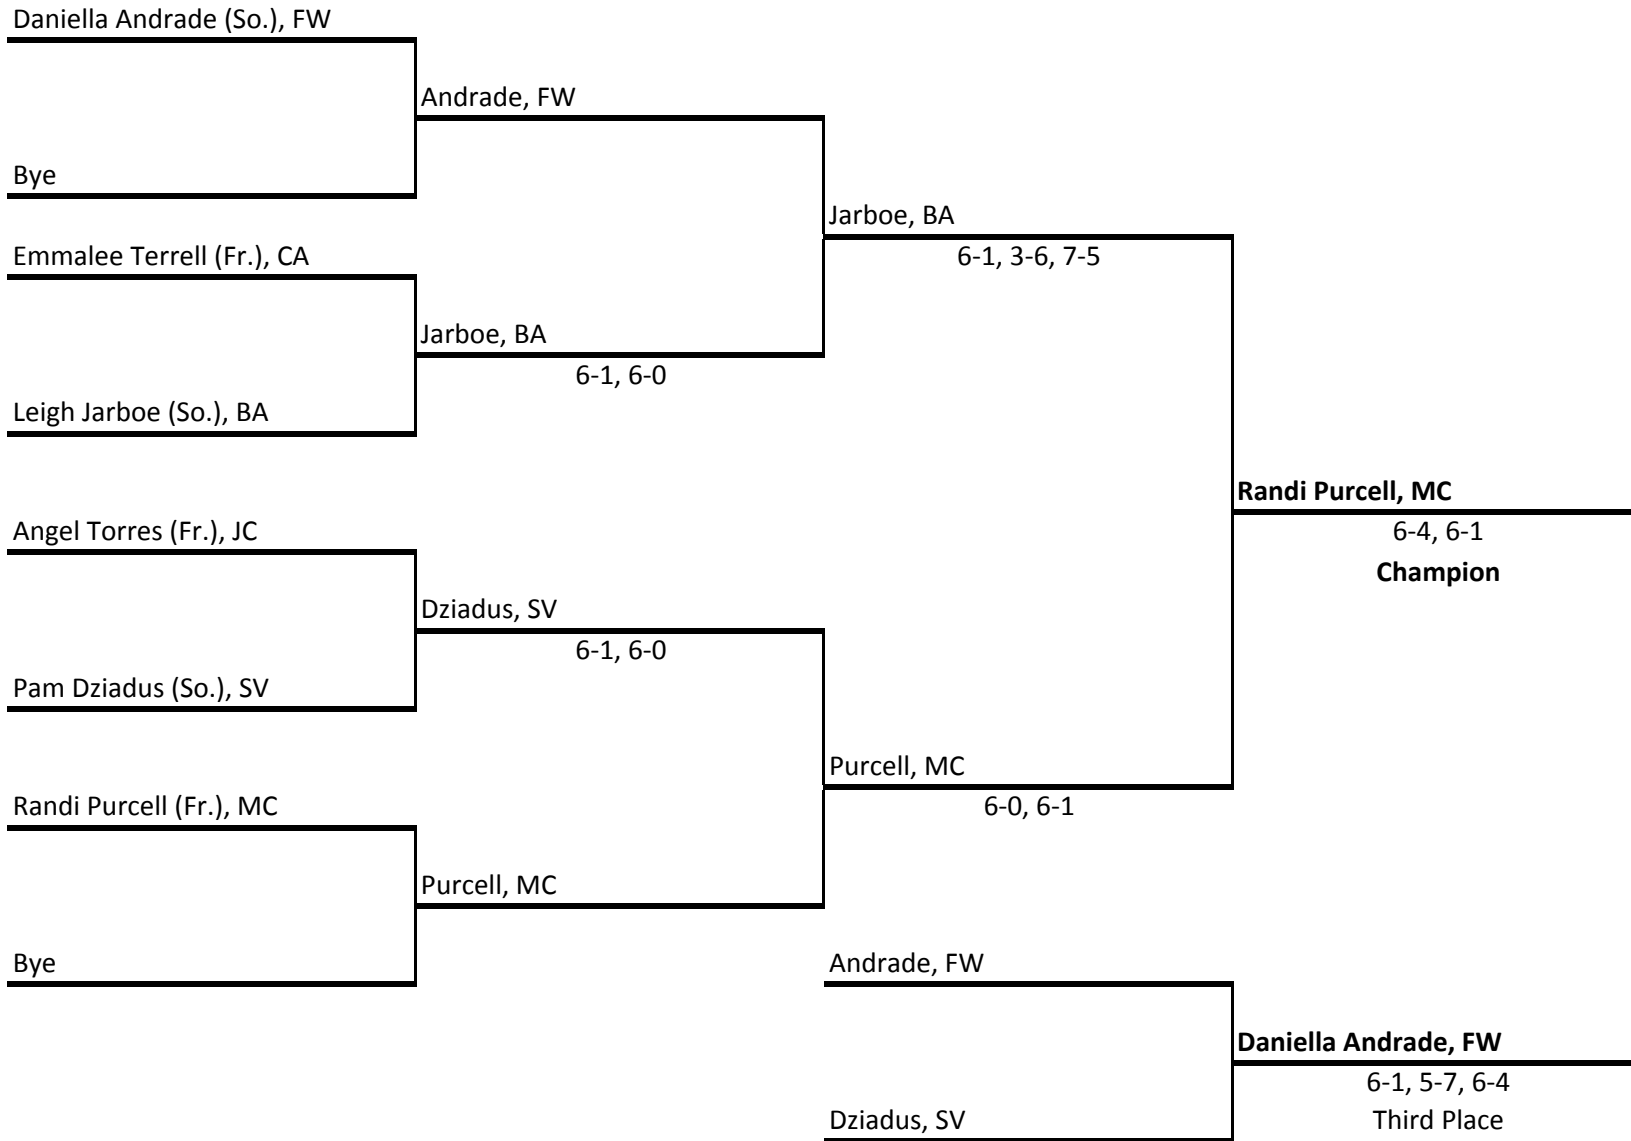 Daniella Andrade (So.), FW
Andrade, FW
Bye
Jarboe, BA
6-1, 3-6, 7-5
Emmalee Terrell (Fr.), CA
Jarboe, BA
6-1, 6-0
Leigh Jarboe (So.), BA
Randi Purcell, MC
6-4, 6-1
Champion
Angel Torres (Fr.), JC
Dziadus, SV
6-1, 6-0
Pam Dziadus (So.), SV
Purcell, MC
6-0, 6-1
Randi Purcell (Fr.), MC
Purcell, MC
Bye
Andrade, FW
Daniella Andrade, FW
6-1, 5-7, 6-4
Third Place
Dziadus, SV